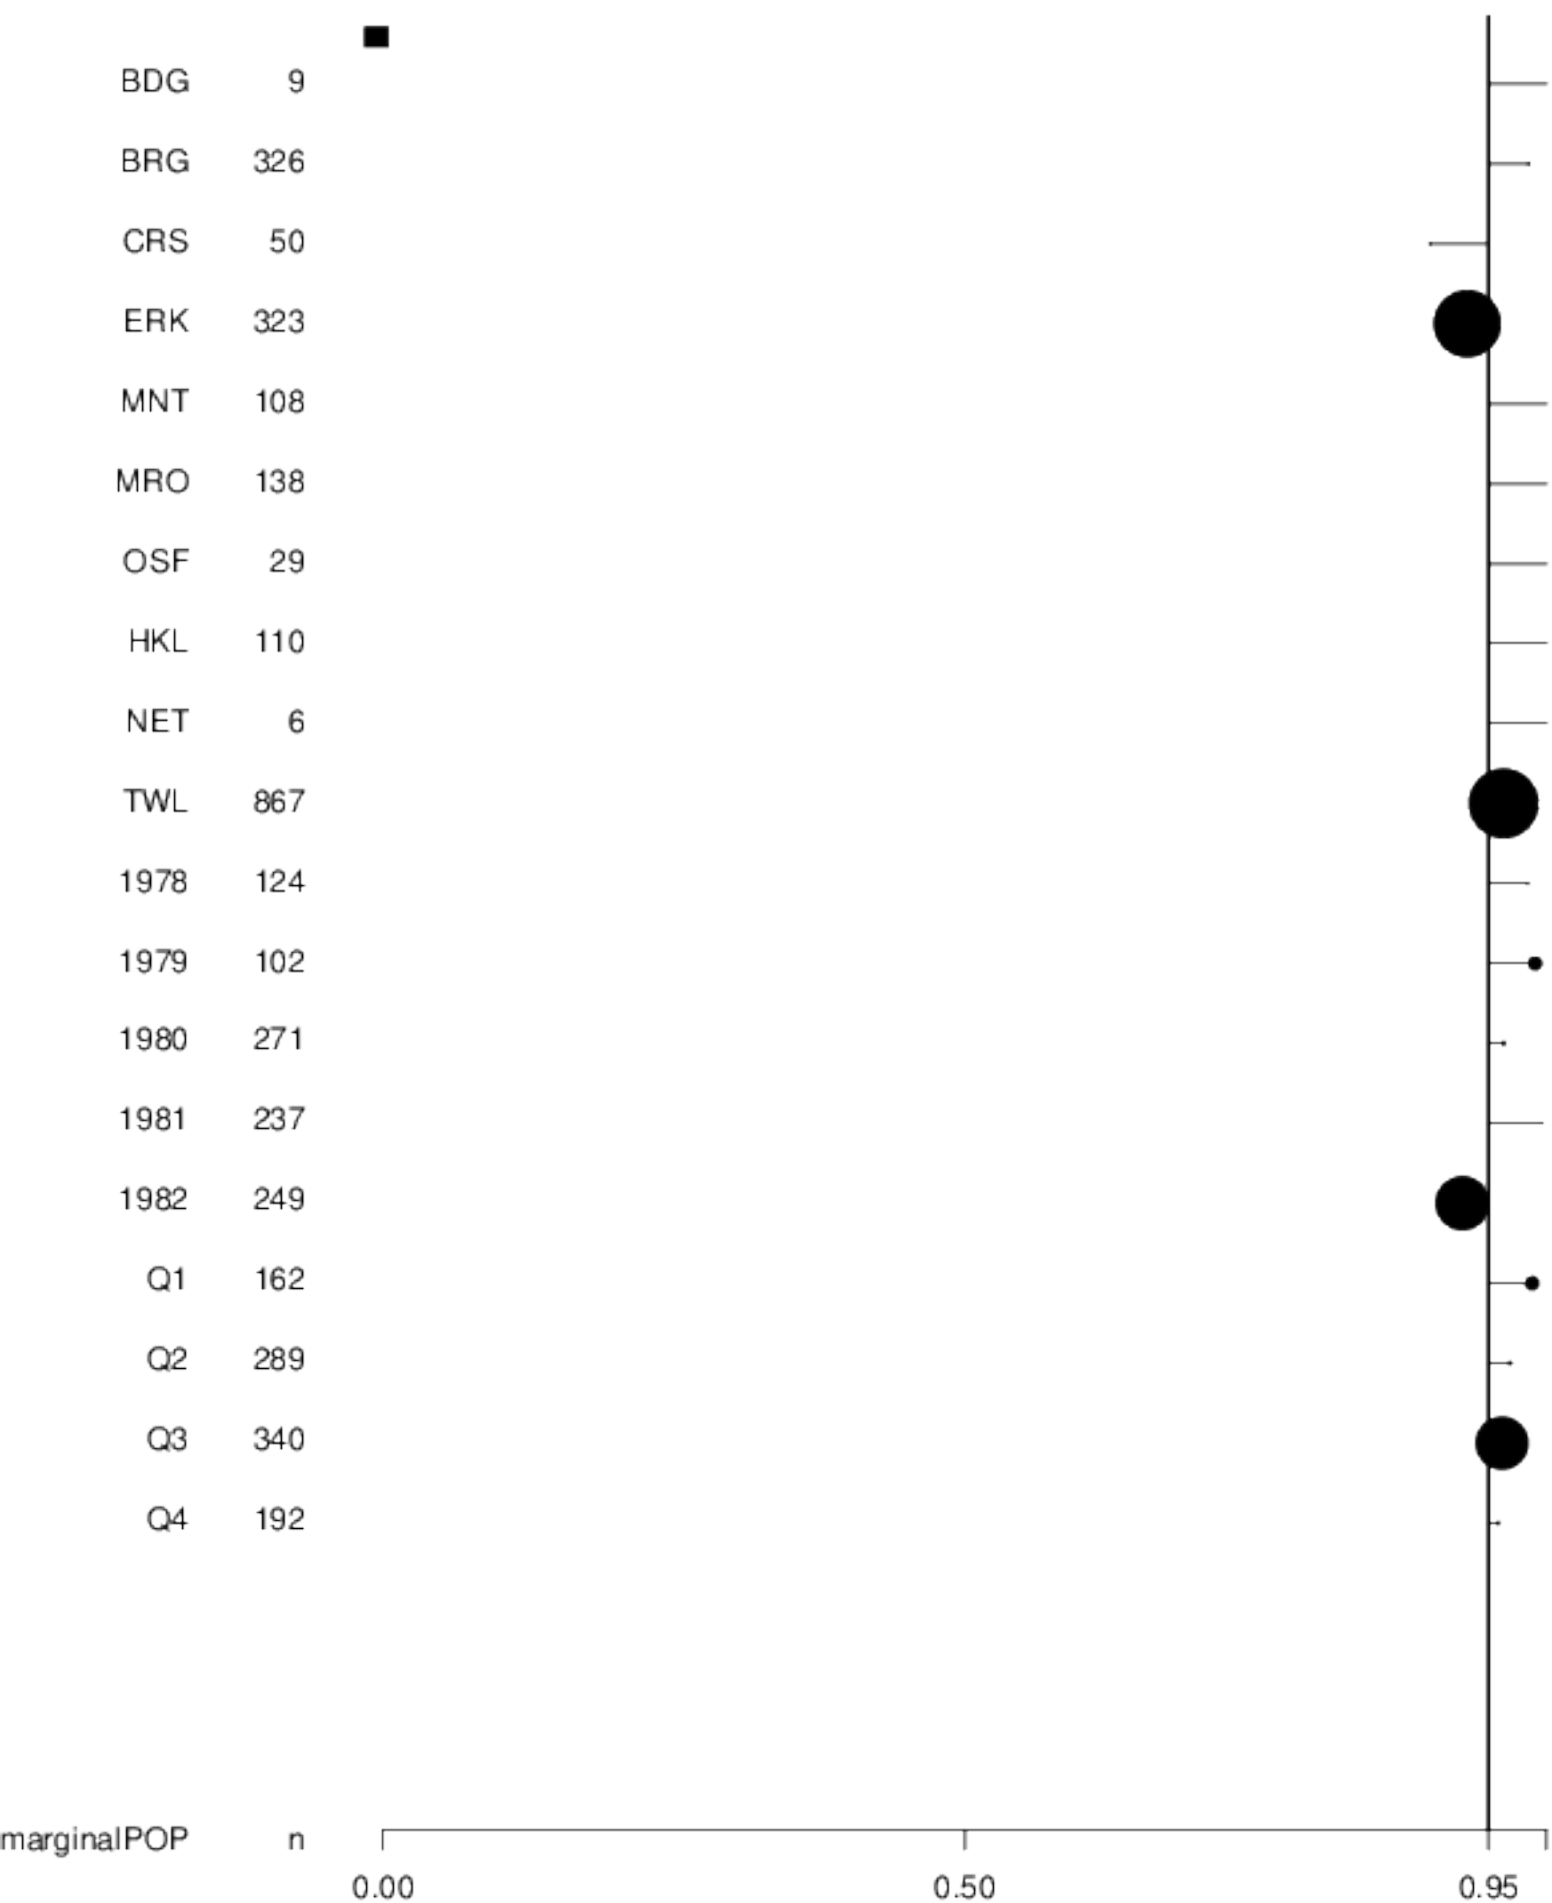 BDG 9
BRG 326
CRS 50
ERK 323
MNT 108
MRO 138
OSF 29
HKL 110
NET 6
TWL 867
1978 124
1979 102
1980 271
1981 237
1982 249
Q1 162
Q2 289
Q3 340
Q4 192
marginalPOP n
0.00 0.50 0.95